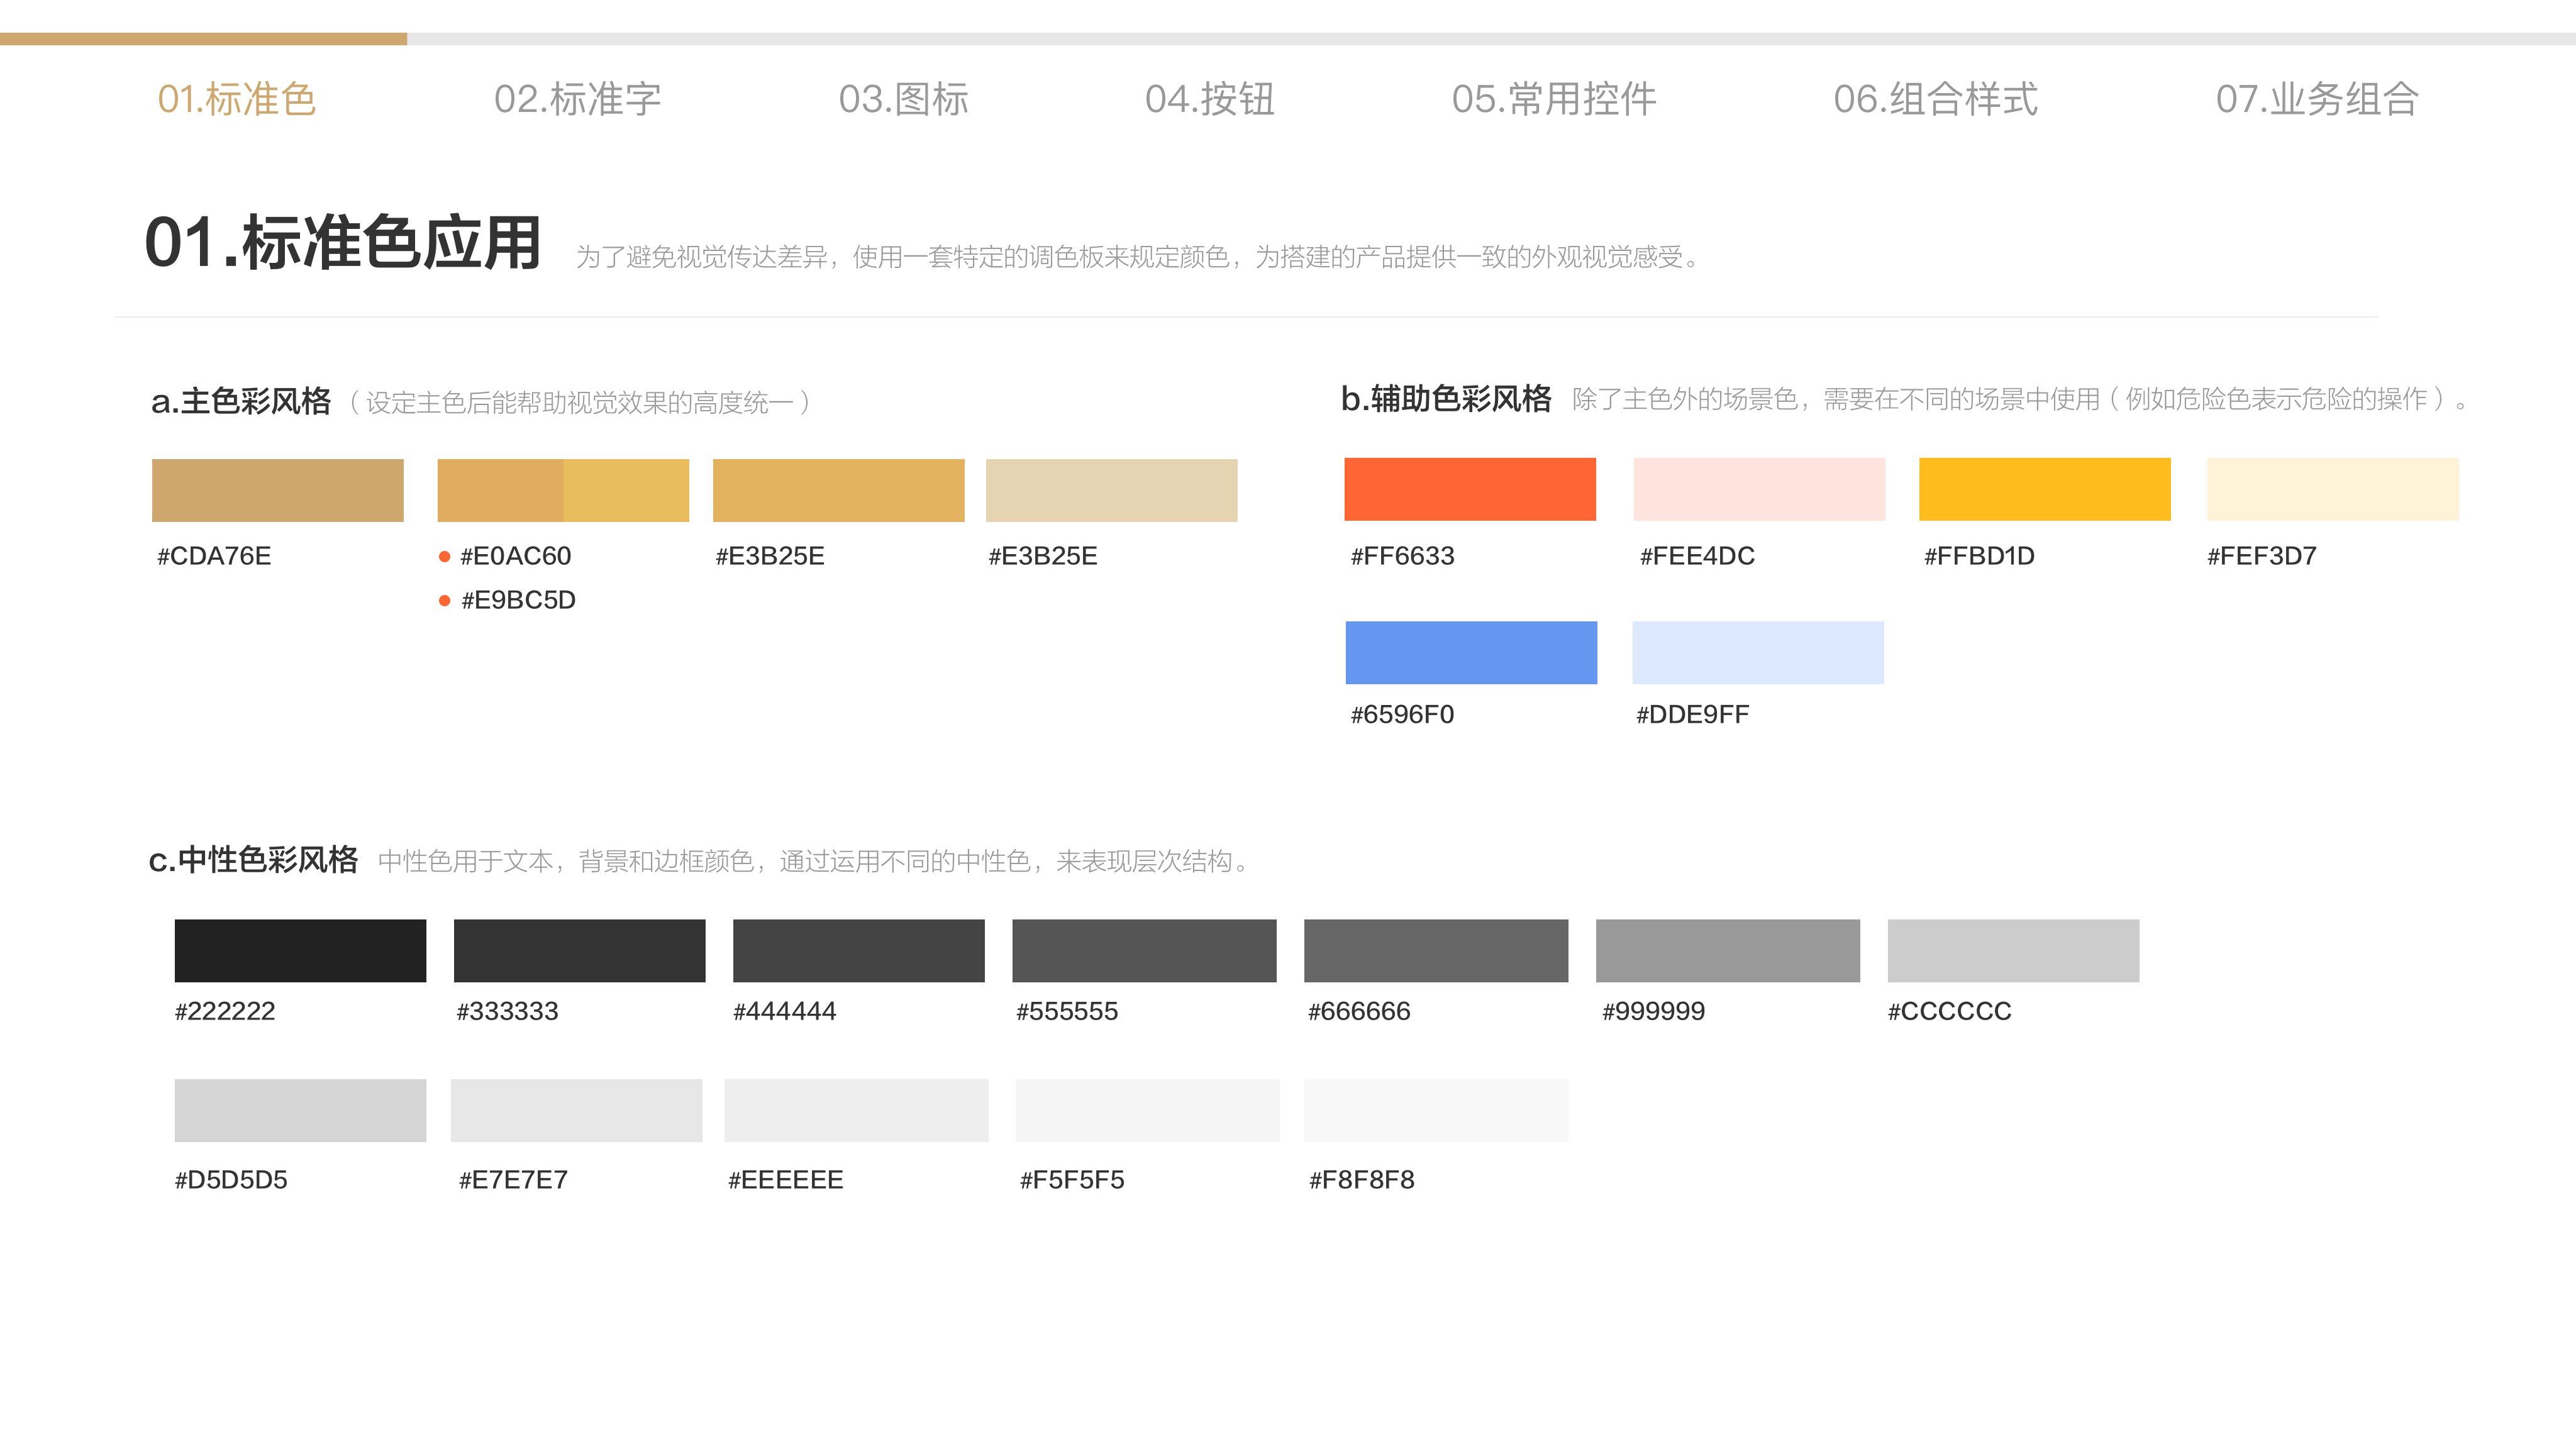 01.标准色 02.标准字 03.图标 04.按钮 05.常用控件 06.组合样式 07.业务组合
01.标准色应用 为了避免视觉传达差异，使用一套特定的调色板来规定颜色，为搭建的产品提供一致的外观视觉感受。
a.主色彩风格（设定主色后能帮助视觉效果的高度统一）
#CDA76E #E0AC60 #E3B25E #E3B25E
#E9BC5D
b.辅助色彩风格 除了主色外的场景色，需要在不同的场景中使用（例如危险色表示危险的操作）。
#FF6633 #FEE4DC #FFBD1D #FEF3D7
#6596F0 #DDE9FF
c.中性色彩风格 中性色用于文本，背景和边框颜色，通过运用不同的中性色，来表现层次结构。
#222222 #333333 #444444 #555555 #666666 #999999 #CCCCCC
#D5D5D5 #E7E7E7 #EEEEEE #F5F5F5 #F8F8F8